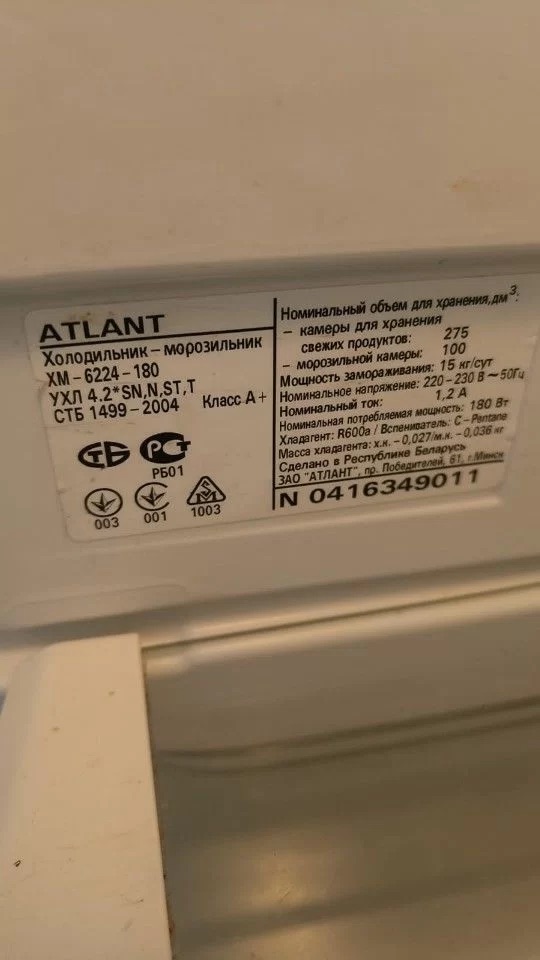 ATLANT
Холодильник – морозильник
ХМ – 6224 – 180
УХЛ 4.2*SN,N,ST,T
СТБ 1499 – 2004 Класс А +
РБ01
003 001 1003
Номинальный объем для хранения,дм³:
– камеры для хранения
свежих продуктов: 275
– морозильной камеры: 100
Мощность замораживания: 15 кг/сут
Номинальное напряжение: 220 – 230 В ~ 50Гц
Номинальный ток: 1,2 А
Номинальная потребляемая мощность: 180 Вт
Хладагент: R600a / Вспениватель: C – Pentane
Масса хладагента: х.к. – 0,027/м.к. – 0,036 кг
Сделано в Республике Беларусь
ЗАО "АТЛАНТ", пр. Победителей, 61, г.Минск
N 0416349011